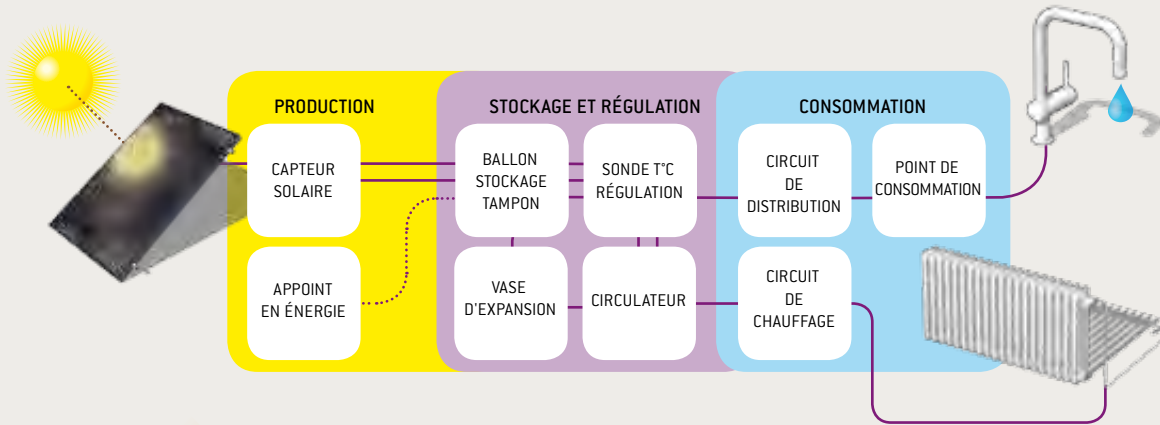 PRODUCTION
STOCKAGE ET RÉGULATION
CONSOMMATION
CAPTEUR
SOLAIRE
BALLON
STOCKAGE
TAMPON
SONDE T°C
RÉGULATION
CIRCUIT
DE
DISTRIBUTION
POINT DE
CONSOMMATION
APPOINT
EN ÉNERGIE
VASE
D'EXPANSION
CIRCULATEUR
CIRCUIT
DE
CHAUFFAGE